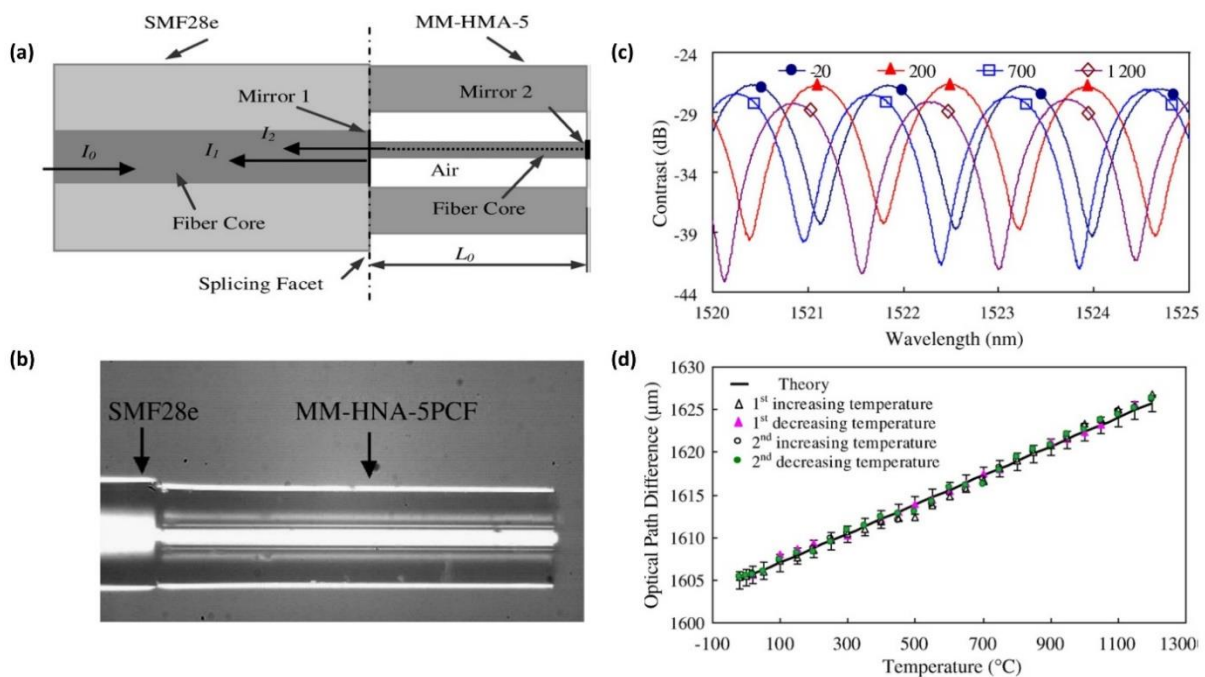 (a)
SMF28e
MM-HMA-5
Mirror 1
Mirror 2
I0
I1
I2
Air
Fiber Core
Fiber Core
L0
Splicing Facet
(b)
SMF28e
MM-HNA-5PCF
(c)
-20 200 700 1 200
Contrast (dB)
-24
-29
-34
-39
-44
1520 1521 1522 1523 1524 1525
Wavelength (nm)
(d)
Optical Path Difference (μm)
1630
1625
1620
1615
1610
1605
1600
Theory
1st increasing temperature
1st decreasing temperature
2nd increasing temperature
2nd decreasing temperature
-100 100 300 500 700 900 1100 1300
Temperature (°C)